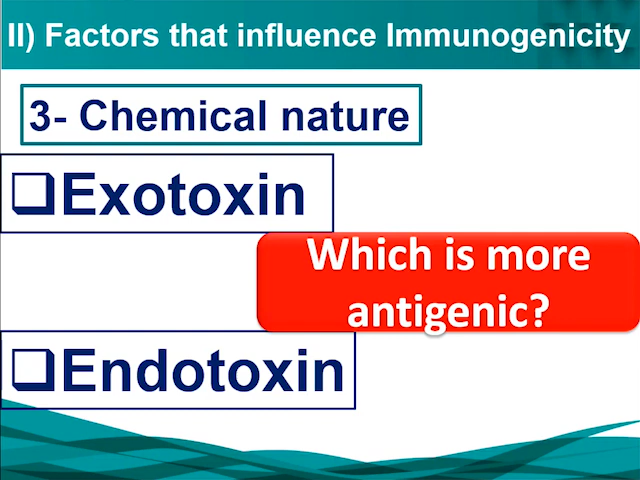 II) Factors that influence Immunogenicity
3- Chemical nature
❑Exotoxin
Which is more
antigenic?
❑Endotoxin